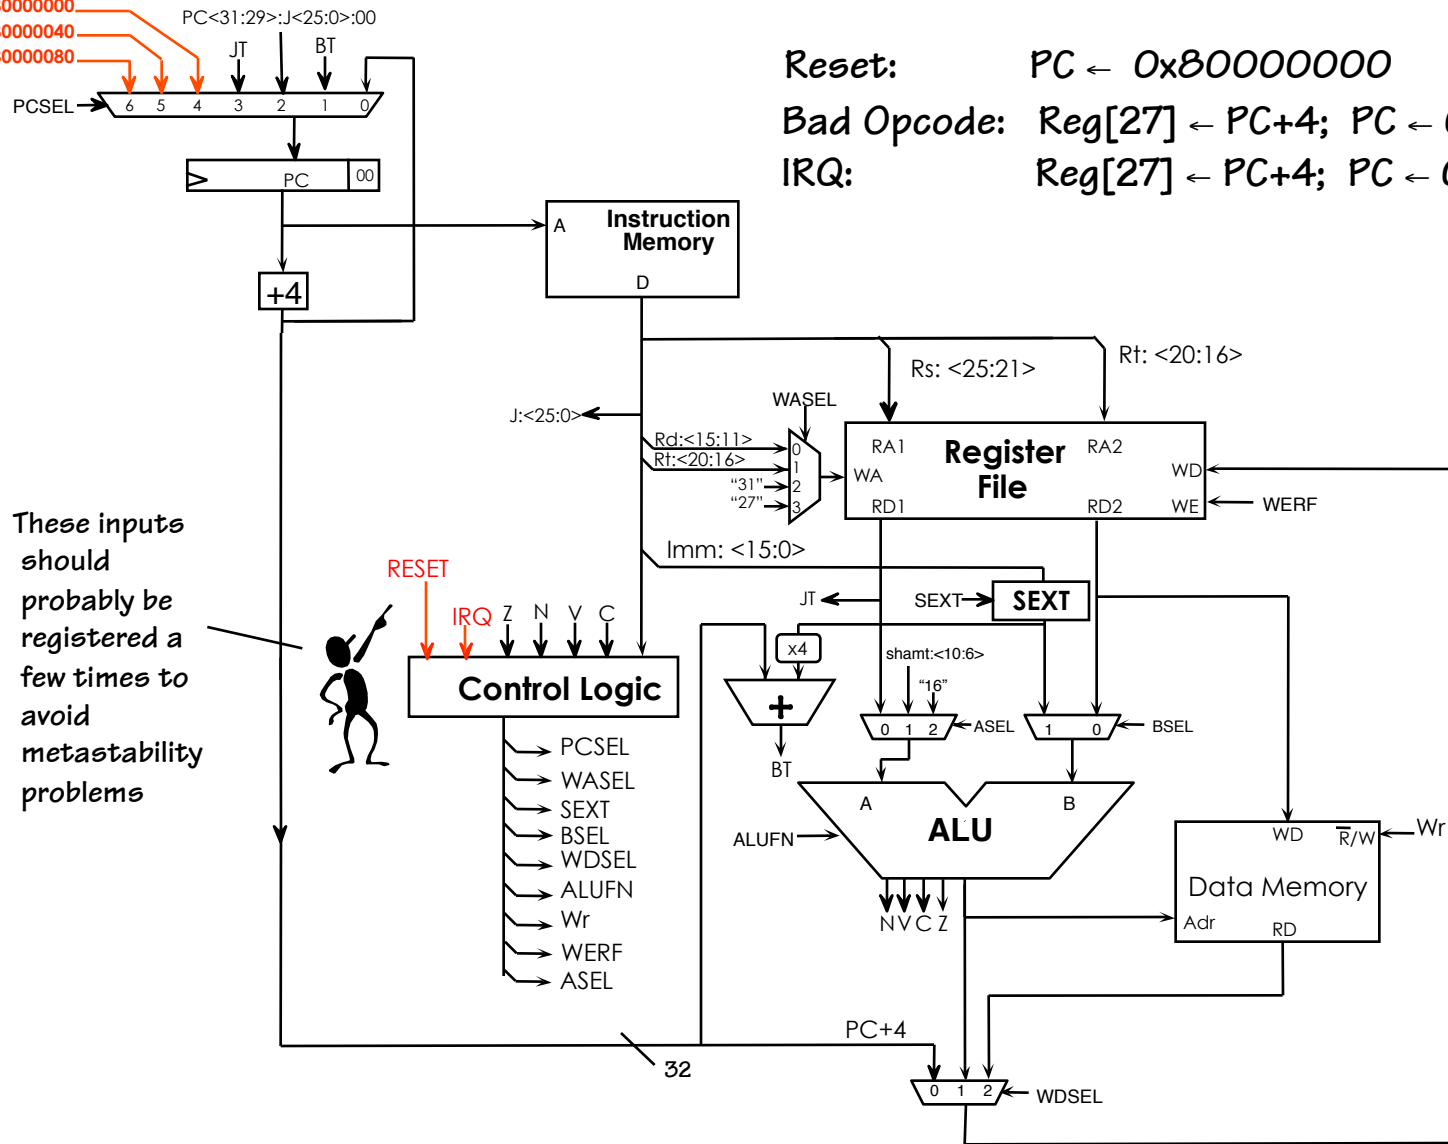 0000000
PC<31:29>:J<25:0>:00
0000040
0000080
JT
BT
PCSEL
6 5 4 3 2 1 0
PC
00
+4
Reset: PC ← 0x80000000
Bad Opcode: Reg[27] ← PC+4; PC ←
IRQ: Reg[27] ← PC+4; PC ←
A
Instruction
Memory
D
Rs: <25:21>
Rt: <20:16>
J:<25:0>
WASEL
Rd:<15:11>
Rt:<20:16>
"31"
"27"
0
1
2
3
RA1
RA2
Register
File
WA
WD
RD1
RD2
WE
WERF
Imm: <15:0>
These inputs
should
probably be
registered a
few times to
avoid
metastability
problems
RESET
IRQ
Z
N
V
C
Control Logic
PCSEL
WASEL
SEXT
BSEL
WDSEL
ALUFN
Wr
WERF
ASEL
JT
SEXT
SEXT
x4
shamt:<10:6>
"16"
+
BT
0 1 2
ASEL
1 0
BSEL
A
B
ALU
ALUFN
N V C Z
WD
R/W
Wr
Data Memory
Adr
RD
PC+4
32
0 1 2
WDSEL